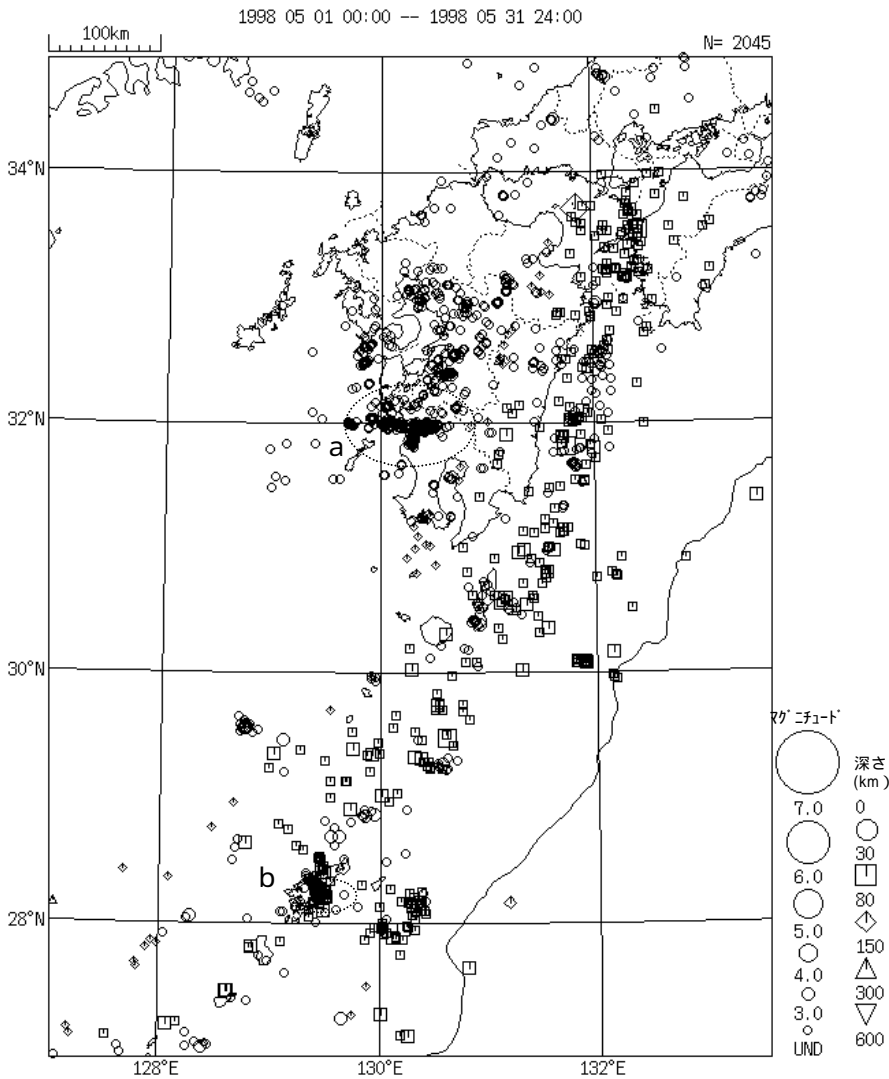 1998 05 01 00:00 -- 1998 05 31 24:00
100km
N= 2045
34°N
32°N
30°N
28°N
128°E
130°E
132°E
a
b
ﾏｸﾞﾆﾁｭｰﾄﾞ
7.0
6.0
5.0
4.0
3.0
UND
深さ
(km)
0
30
80
150
300
600